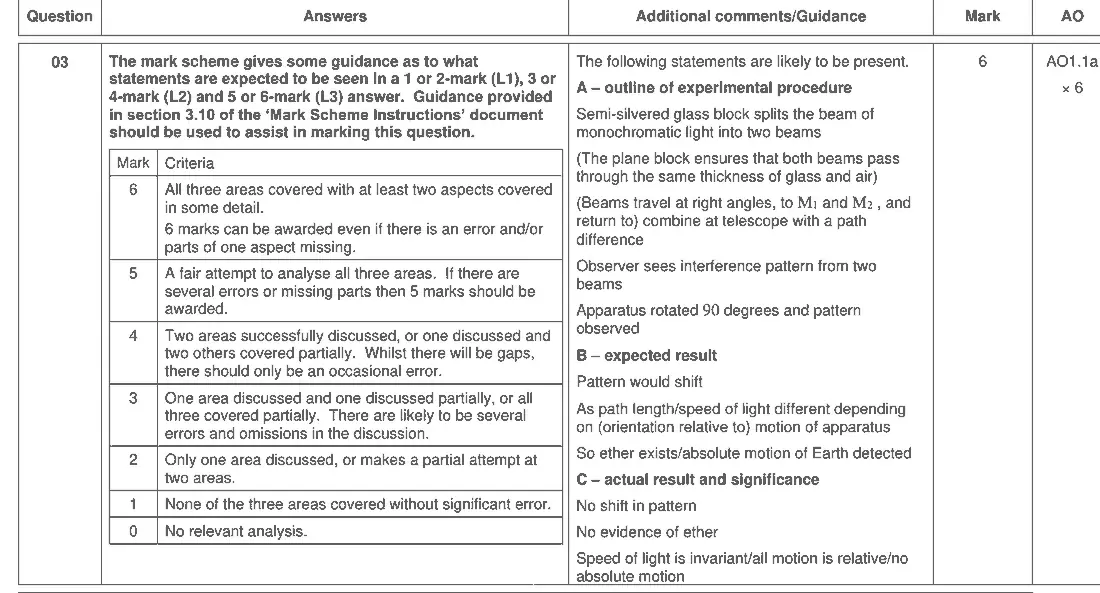 Question Answers Additional comments/Guidance Mark AO
03
The mark scheme gives some guidance as to what
statements are expected to be seen in a 1 or 2-mark (L1), 3 or
4-mark (L2) and 5 or 6-mark (L3) answer. Guidance provided
in section 3.10 of the ‘Mark Scheme Instructions’ document
should be used to assist in marking this question.
Mark Criteria
6 All three areas covered with at least two aspects covered
in some detail.
6 marks can be awarded even if there is an error and/or
parts of one aspect missing.
5 A fair attempt to analyse all three areas. If there are
several errors or missing parts then 5 marks should be
awarded.
4 Two areas successfully discussed, or one discussed and
two others covered partially. Whilst there will be gaps,
there should only be an occasional error.
3 One area discussed and one discussed partially, or all
three covered partially. There are likely to be several
errors and omissions in the discussion.
2 Only one area discussed, or makes a partial attempt at
two areas.
1 None of the three areas covered without significant error.
0 No relevant analysis.
The following statements are likely to be present.
A – outline of experimental procedure
Semi-silvered glass block splits the beam of
monochromatic light into two beams
(The plane block ensures that both beams pass
through the same thickness of glass and air)
(Beams travel at right angles, to M1 and M2 , and
return to) combine at telescope with a path
difference
Observer sees interference pattern from two
beams
Apparatus rotated 90 degrees and pattern
observed
B – expected result
Pattern would shift
As path length/speed of light different depending
on (orientation relative to) motion of apparatus
So ether exists/absolute motion of Earth detected
C – actual result and significance
No shift in pattern
No evidence of ether
Speed of light is invariant/all motion is relative/no
absolute motion
6
AO1.1a
× 6